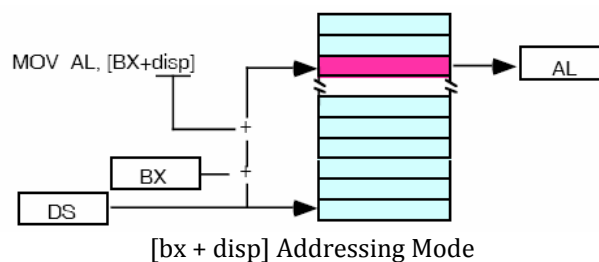 MOV AL, [BX+disp]
AL
+
BX
+
DS
[bx + disp] Addressing Mode